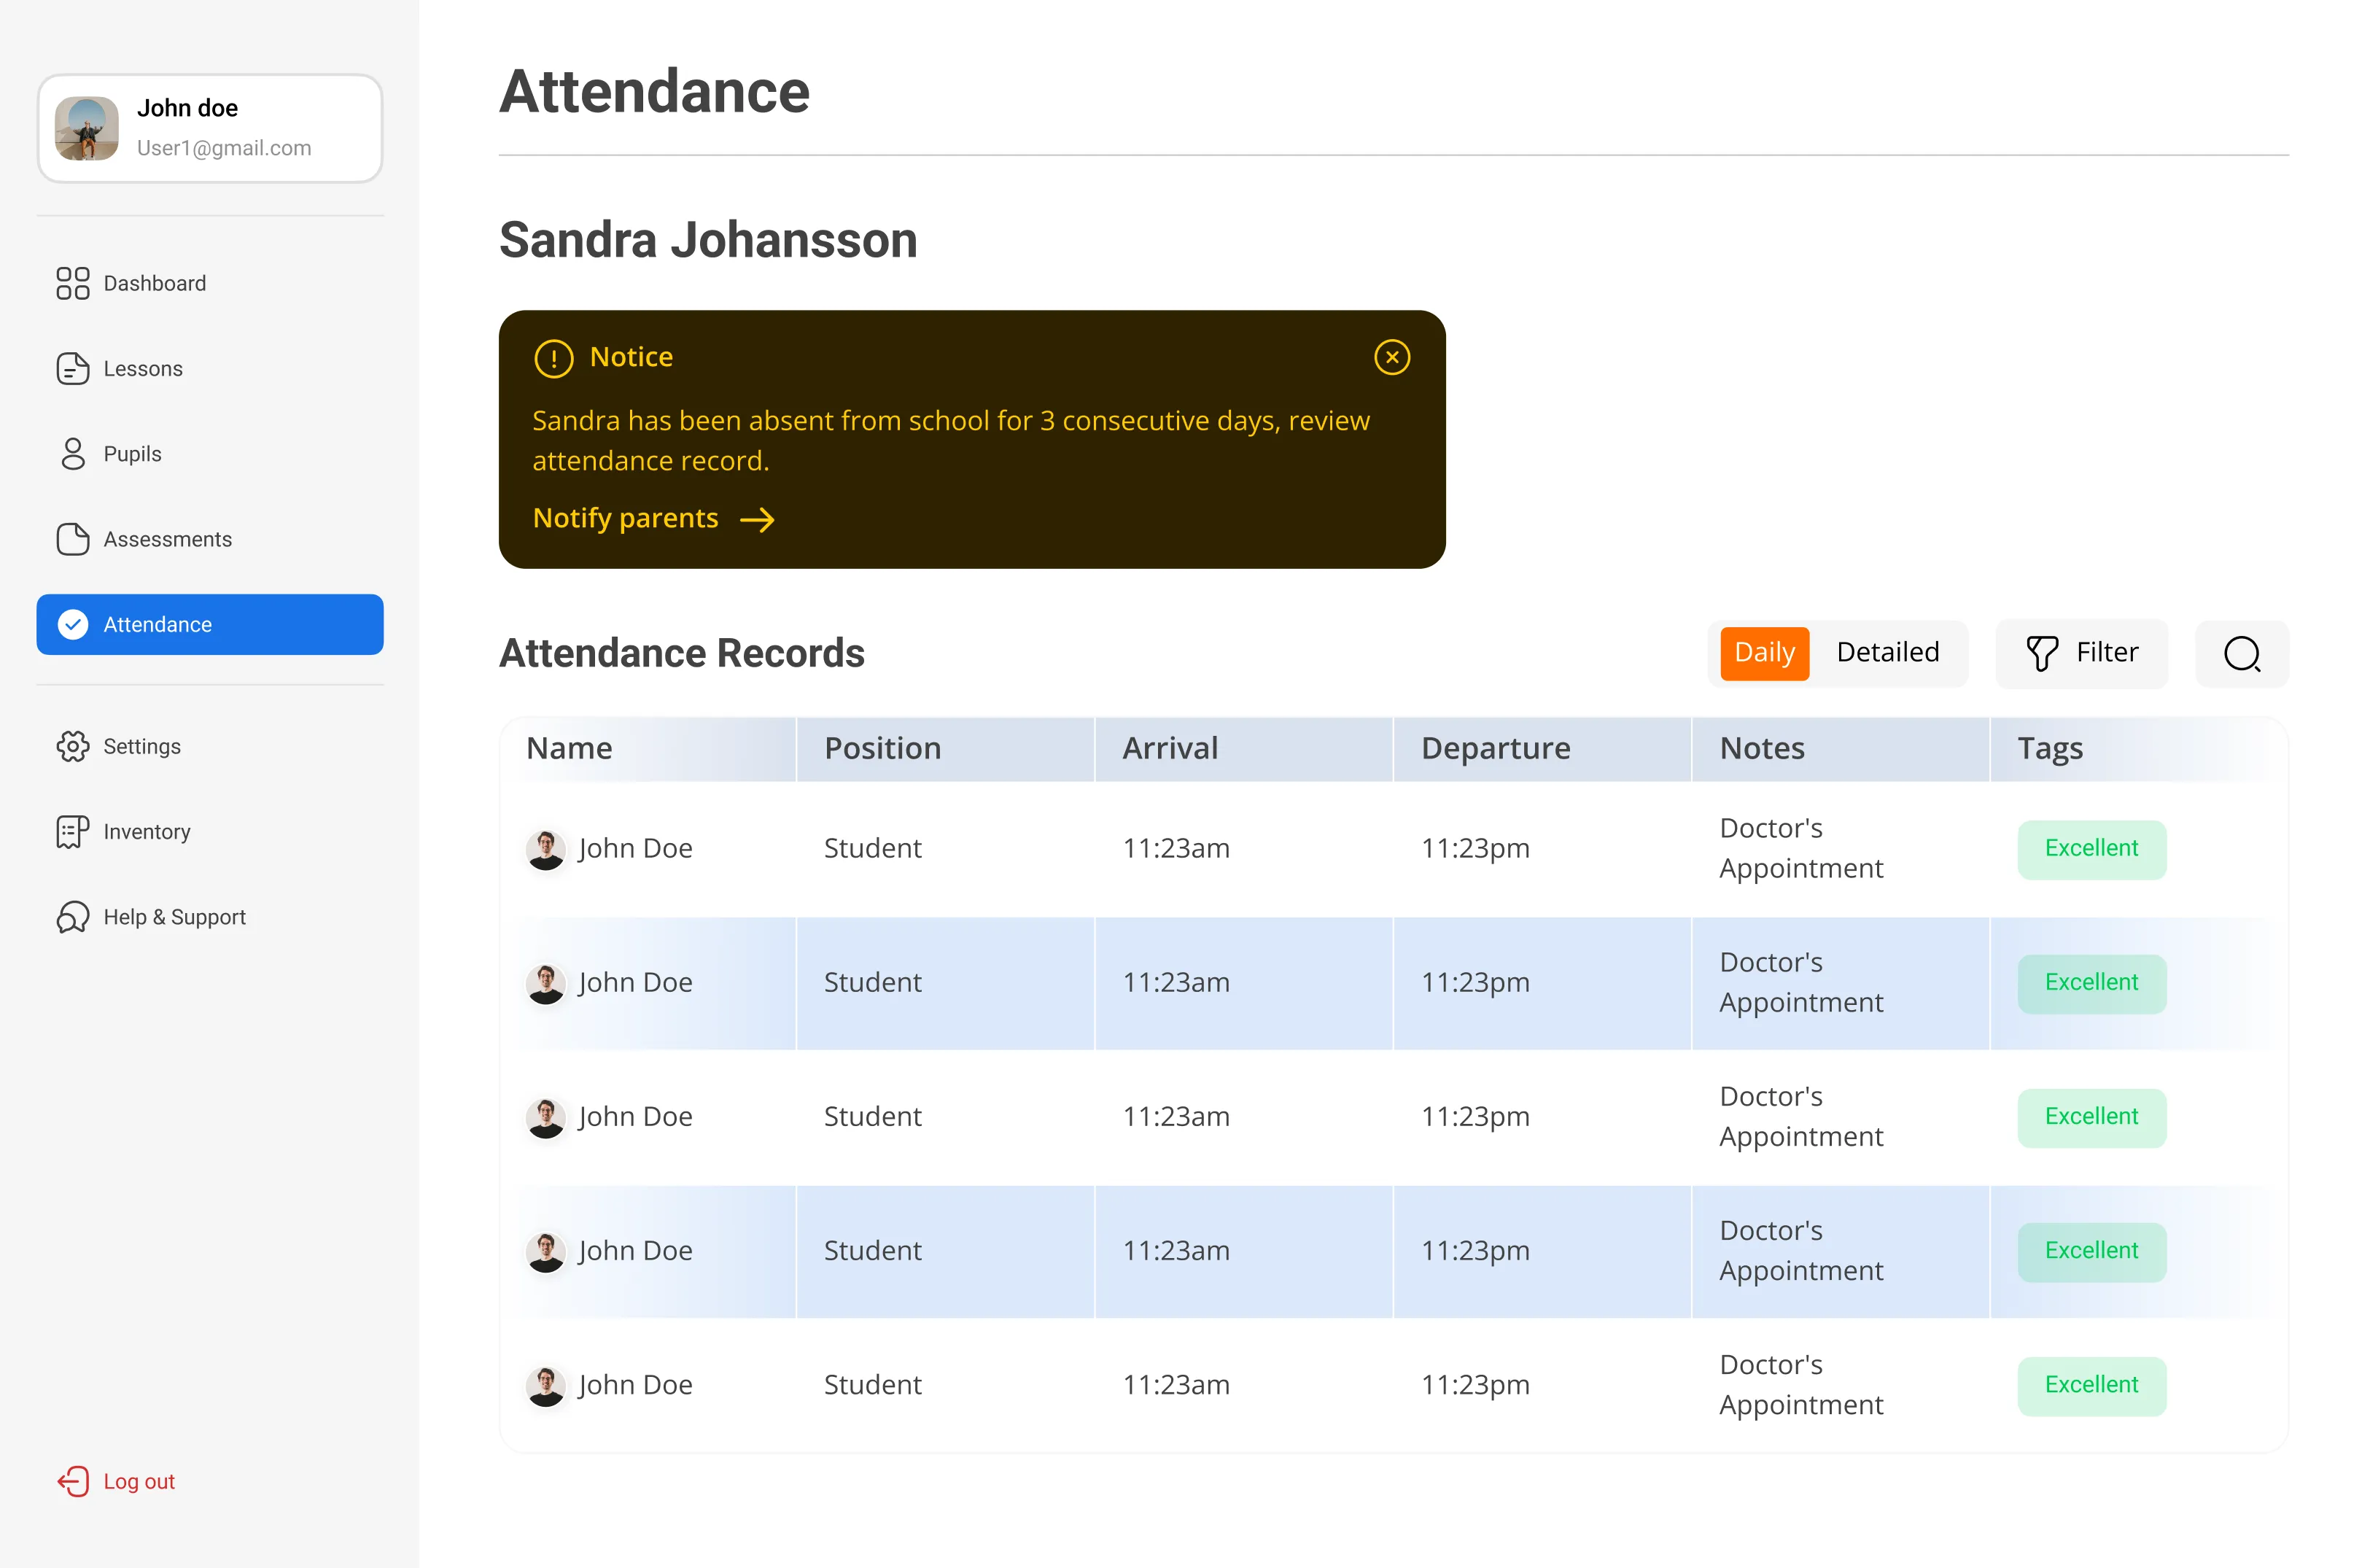 John doe
User1@gmail.com
Dashboard
Lessons
Pupils
Assessments
Attendance
Settings
Inventory
Help & Support
Log out
Attendance
Sandra Johansson
Notice
Sandra has been absent from school for 3 consecutive days, review
attendance record.
Notify parents
Attendance Records
Daily Detailed Filter
Name Position Arrival Departure Notes Tags
John Doe Student 11:23am 11:23pm Doctor's
Appointment Excellent
John Doe Student 11:23am 11:23pm Doctor's
Appointment Excellent
John Doe Student 11:23am 11:23pm Doctor's
Appointment Excellent
John Doe Student 11:23am 11:23pm Doctor's
Appointment Excellent
John Doe Student 11:23am 11:23pm Doctor's
Appointment Excellent